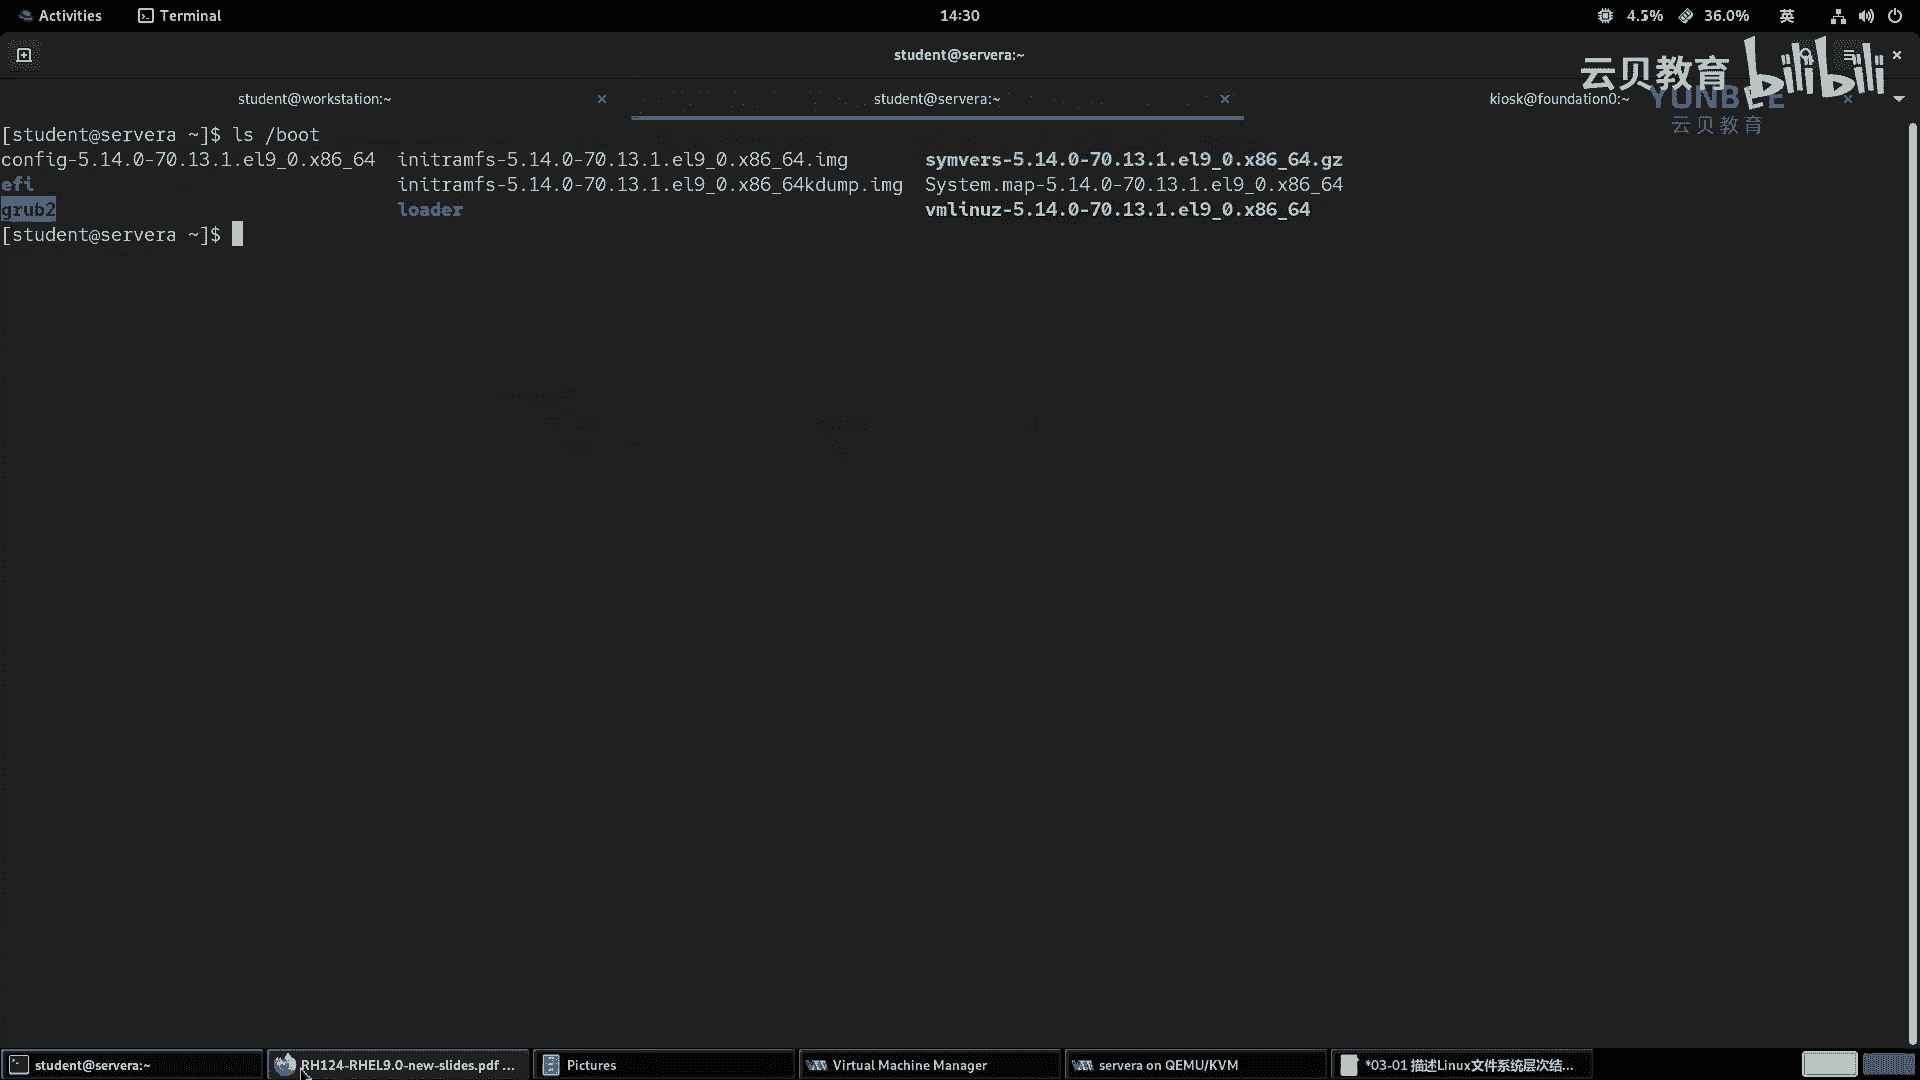 Activities Terminal 14:30 4.5% 36.0% 英
student@servera:~
云贝教育 bilibili
student@workstation:~ student@servera:~ kiosk@foundation0:~
云贝教育
[student@servera ~]$ ls /boot
config-5.14.0-70.13.1.el9_0.x86_64 initramfs-5.14.0-70.13.1.el9_0.x86_64.img symvers-5.14.0-70.13.1.el9_0.x86_64.gz
efi initramfs-5.14.0-70.13.1.el9_0.x86_64kdump.img System.map-5.14.0-70.13.1.el9_0.x86_64
grub2 loader vmlinuz-5.14.0-70.13.1.el9_0.x86_64
[student@servera ~]$
student@servera:~ RH124-RHEL9.0-new-slides.pdf ... Pictures Virtual Machine Manager servera on QEMU/KVM *03-01 描述Linux文件系统层次结...